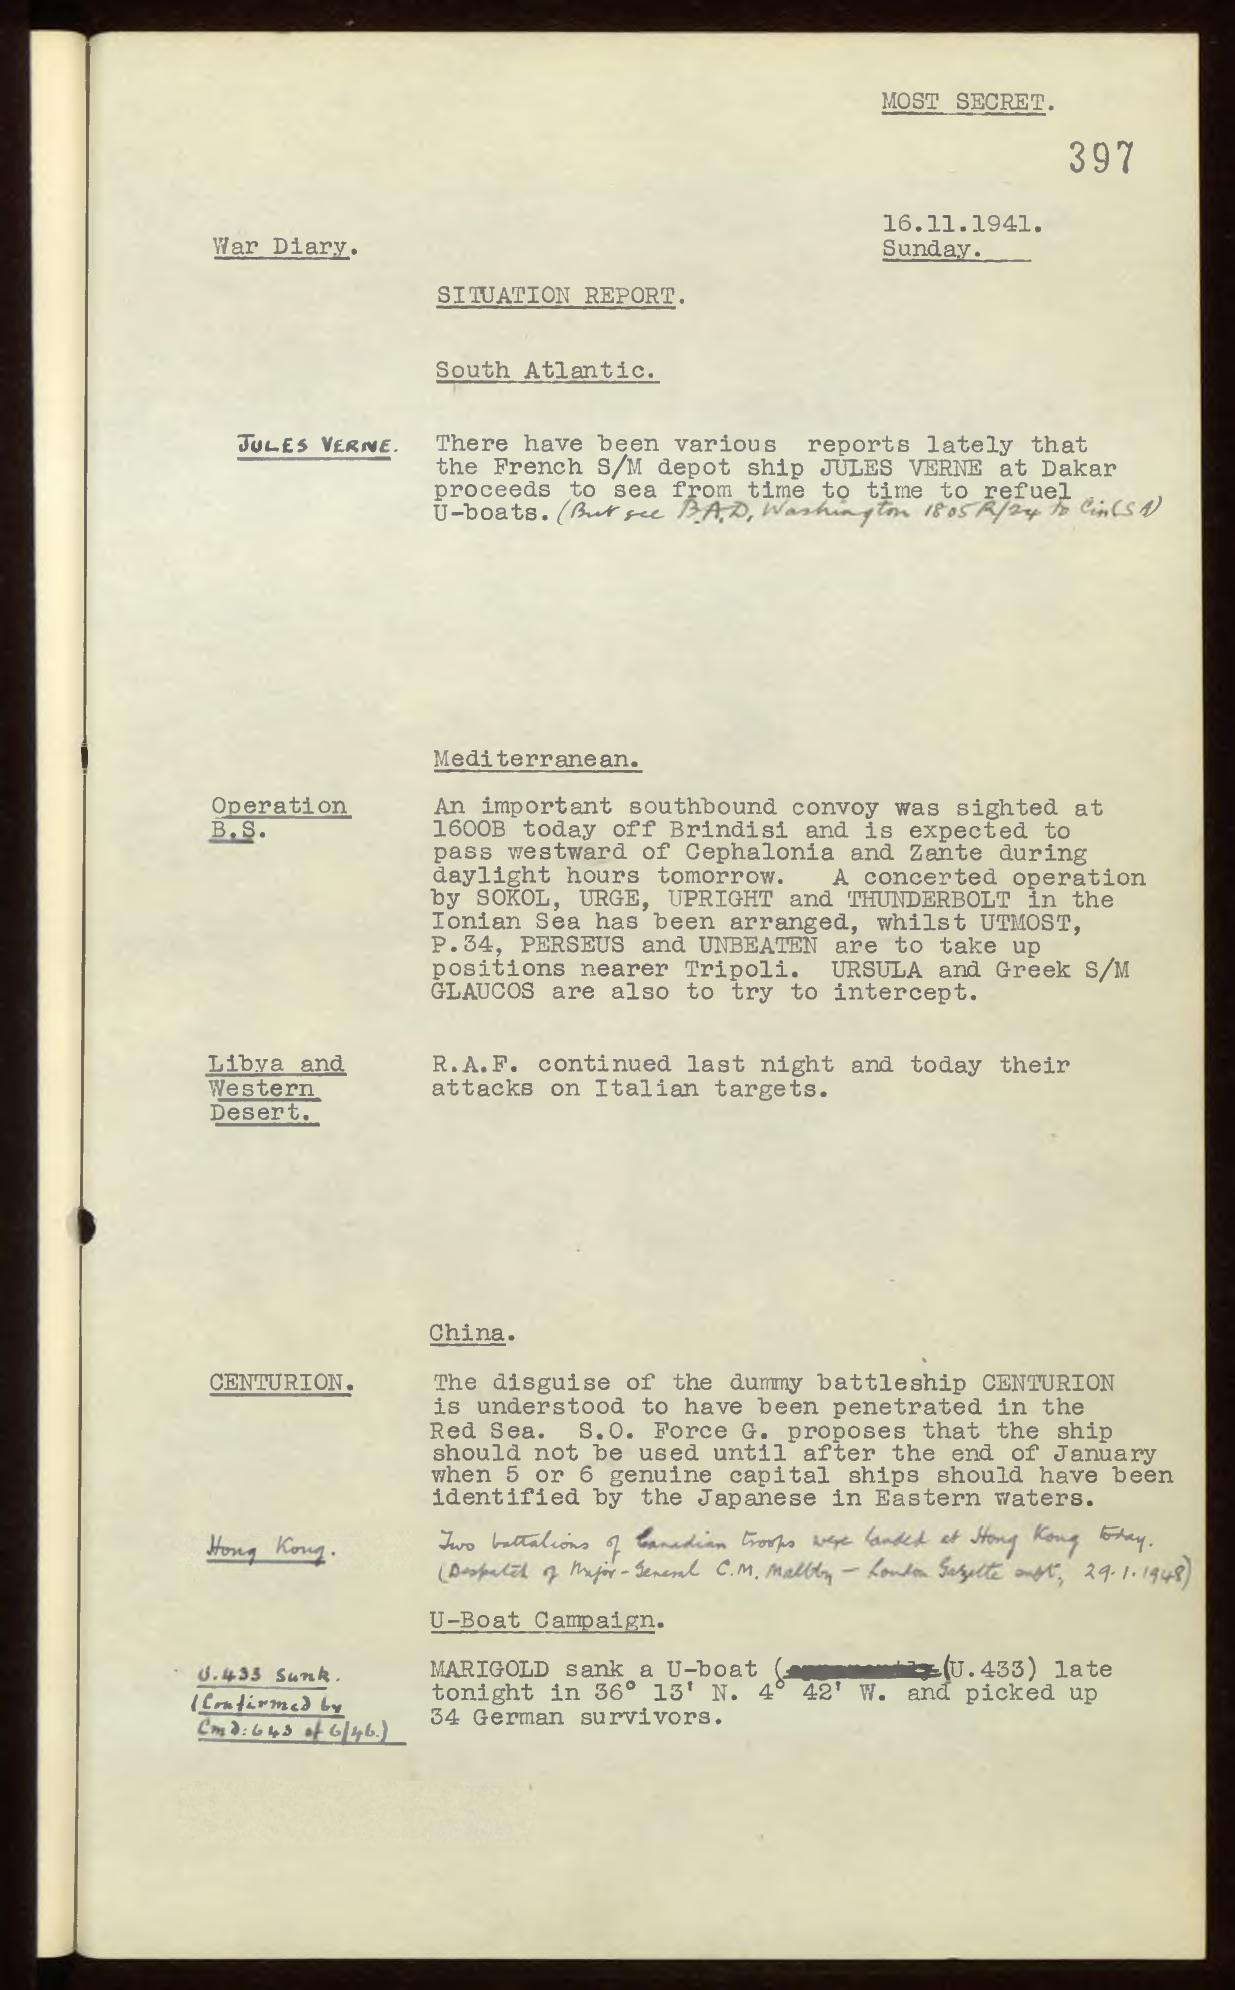 MOST SECRET.
397
16.11.1941.
War Diary.
Sunday.
SITUATION REPORT.
South Atlantic.
JULES VERNE.
There have been various reports lately that
the French S/M depot ship JULES VERNE at Dakar
proceeds to sea from time to time to refuel
U-boats. (But see B.A.D, Washington 1805R/24 to CinCSA)
Mediterranean.
Operation
B.S.
An important southbound convoy was sighted at
1600B today off Brindisi and is expected to
pass westward of Cephalonia and Zante during
daylight hours tomorrow. A concerted operation
by SOKOL, URGE, UPRIGHT and THUNDERBOLT in the
Ionian Sea has been arranged, whilst UTMOST,
P.34, PERSEUS and UNBEATEN are to take up
positions nearer Tripoli. URSULA and Greek S/M
GLAUCOS are also to try to intercept.
Libya and
Western
Desert.
R.A.F. continued last night and today their
attacks on Italian targets.
China.
CENTURION.
The disguise of the dummy battleship CENTURION
is understood to have been penetrated in the
Red Sea. S.O. Force G. proposes that the ship
should not be used until after the end of January
when 5 or 6 genuine capital ships should have been
identified by the Japanese in Eastern waters.
Hong Kong.
Two battalions of Canadian troops were landed at Hong Kong today.
(Despatch of Major-General C.M. Maltby - London Gazette supt, 29.1.1948)
U-Boat Campaign.
U.433 Sunk.
(Confirmed by
Cmd: 643 of 6/46.)
MARIGOLD sank a U-boat ( (U.433) late
tonight in 36° 13' N. 4° 42' W. and picked up
34 German survivors.